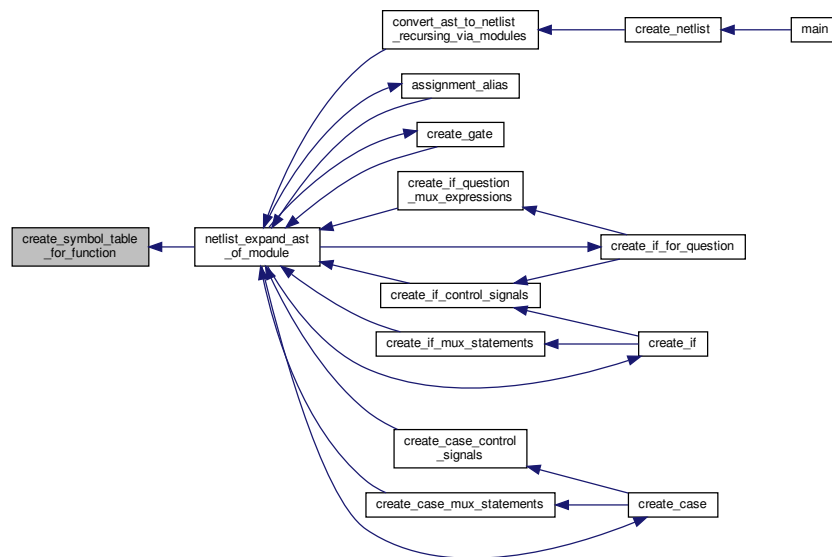 convert_ast_to_netlist
_recursing_via_modules
create_netlist
main
assignment_alias
create_gate
create_if_question
_mux_expressions
create_symbol_table
_for_function
netlist_expand_ast
_of_module
create_if_for_question
create_if_control_signals
create_if_mux_statements
create_if
create_case_control
_signals
create_case_mux_statements
create_case